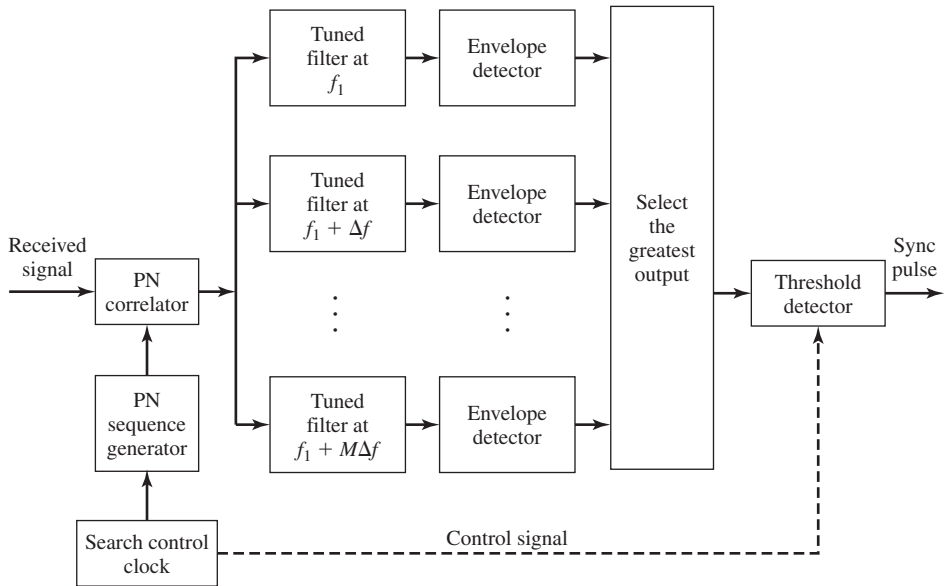 Tuned
filter at
f₁
Envelope
detector
Tuned
filter at
f₁ + Δf
Envelope
detector
Select
the
greatest
output
Received
signal
PN
correlator
Sync
pulse
Threshold
detector
PN
sequence
generator
Tuned
filter at
f₁ + MΔf
Envelope
detector
Search control
clock
Control signal